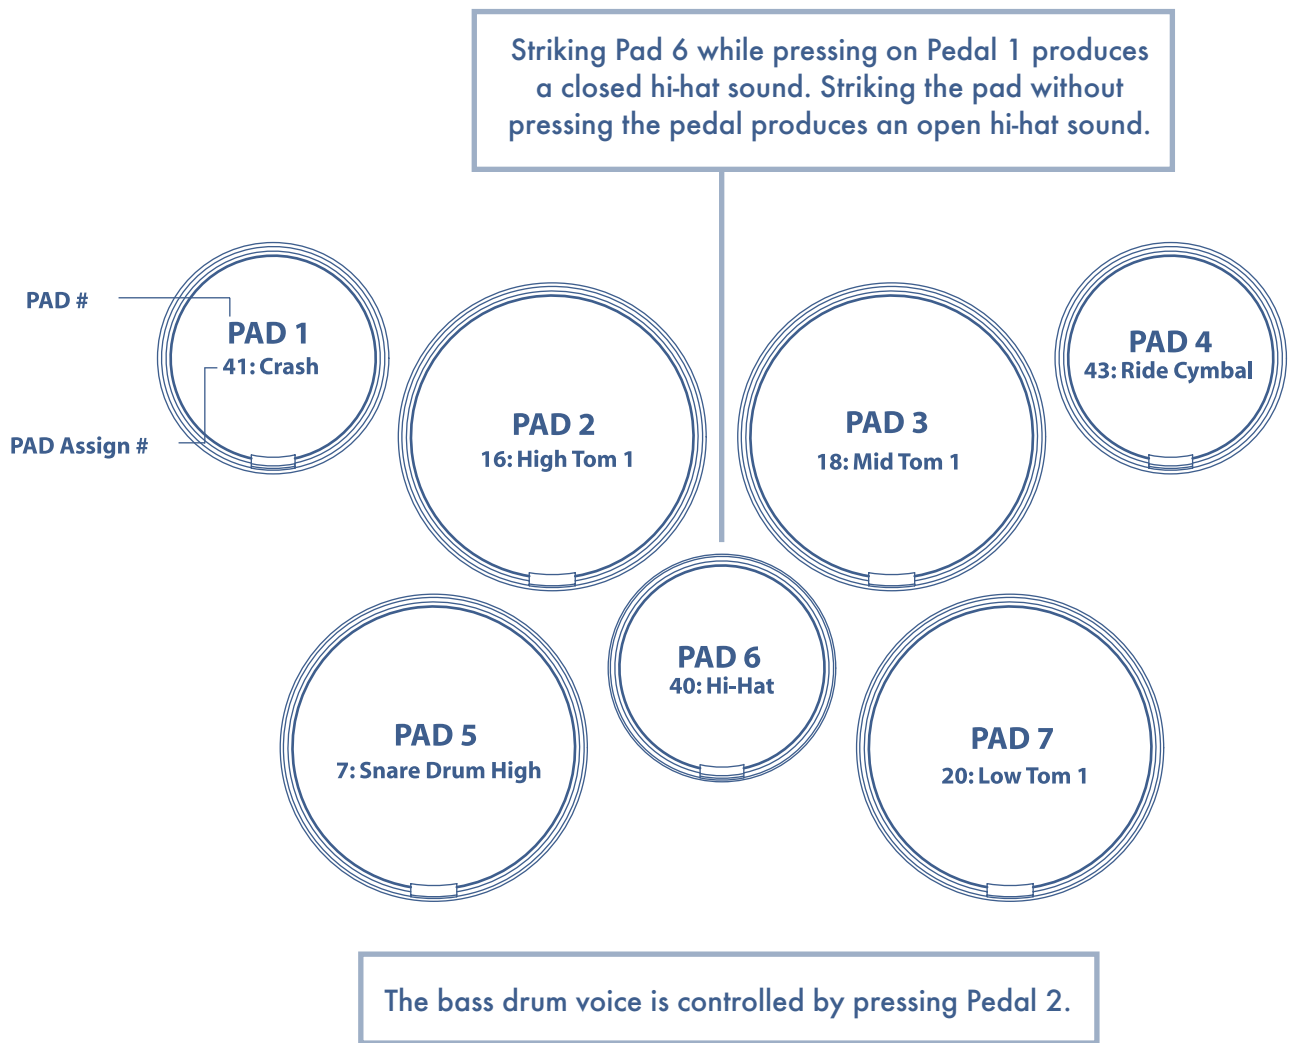 Striking Pad 6 while pressing on Pedal 1 produces
a closed hi-hat sound. Striking the pad without
pressing the pedal produces an open hi-hat sound.
PAD #
PAD Assign #
PAD 1
41: Crash
PAD 2
16: High Tom 1
PAD 3
18: Mid Tom 1
PAD 4
43: Ride Cymbal
PAD 5
7: Snare Drum High
PAD 6
40: Hi-Hat
PAD 7
20: Low Tom 1
The bass drum voice is controlled by pressing Pedal 2.